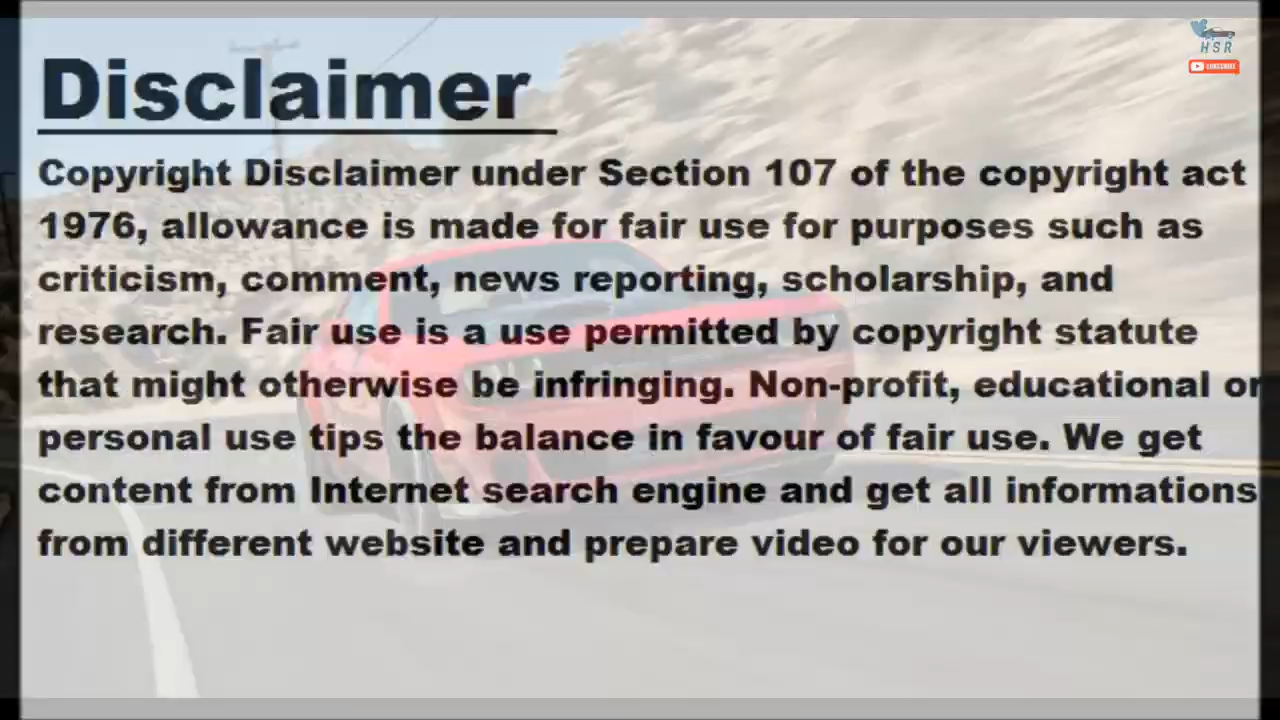 HSR
SUBSCRIBE
Disclaimer
Copyright Disclaimer under Section 107 of the copyright act
1976, allowance is made for fair use for purposes such as
criticism, comment, news reporting, scholarship, and
research. Fair use is a use permitted by copyright statute
that might otherwise be infringing. Non-profit, educational or
personal use tips the balance in favour of fair use. We get
content from Internet search engine and get all informations
from different website and prepare video for our viewers.